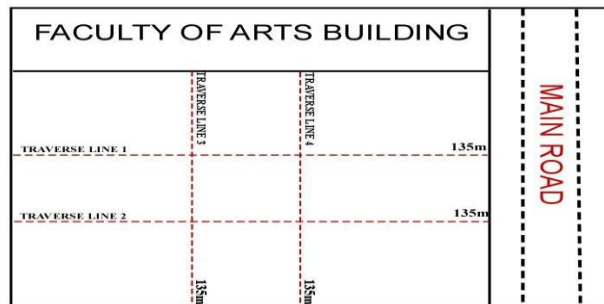 FACULTY OF ARTS BUILDING
TRAVERSE LINE 3
TRAVERSE LINE 4
MAIN ROAD
TRAVERSE LINE 1
135m
TRAVERSE LINE 2
135m
135m
135m